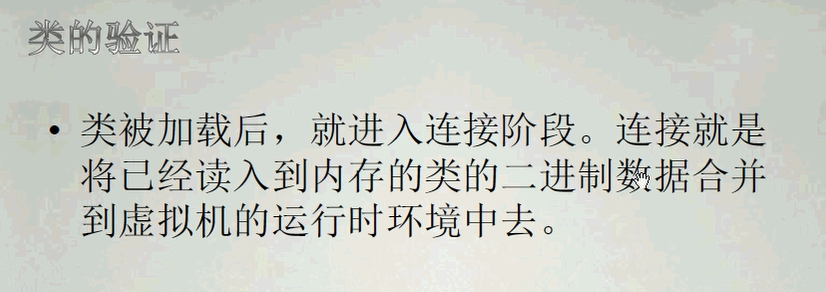 类的验证
• 类被加载后，就进入连接阶段。连接就是
将已经读入到内存的类的二进制数据合并
到虚拟机的运行时环境中去。